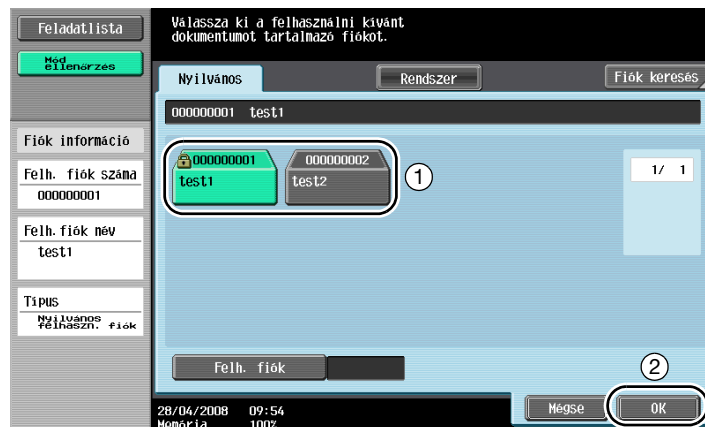 Feladatlista
Mód
ellenőrzés
Válassza ki a felhasználni kívánt
dokumentumot tartalmazó fiókot.
Nyilvános
Rendszer
Fiók keresés
000000001 test1
Fiók információ
Felh. fiók száma
000000001
Felh. fiók név
test1
Típus
Nyilvános
felhaszn. fiók
000000001
test1
000000002
test2
1
1/ 1
Felh. fiók
2
Mégse
OK
28/04/2008 09:54
Memória 100%